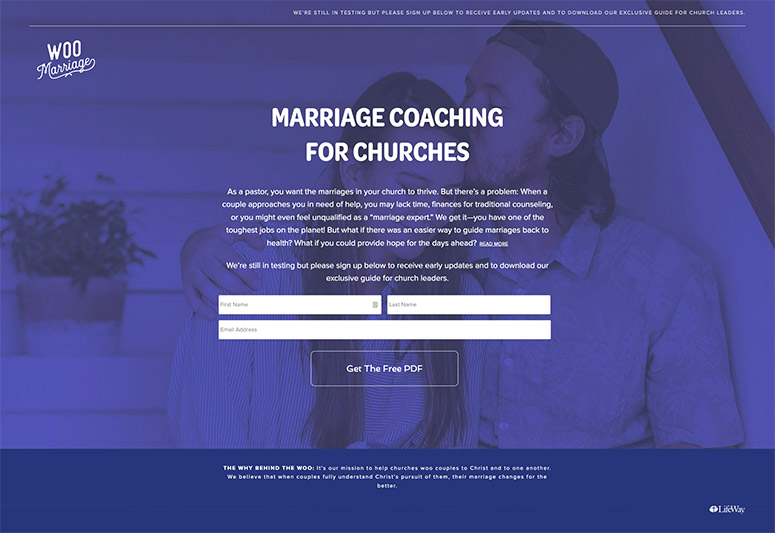 WE'RE STILL IN TESTING BUT PLEASE SIGN UP BELOW TO RECEIVE EARLY UPDATES AND TO DOWNLOAD OUR EXCLUSIVE GUIDE FOR CHURCH LEADERS.
WOO
Marriage
MARRIAGE COACHING
FOR CHURCHES
As a pastor, you want the marriages in your church to thrive. But there's a problem: When a
couple approaches you in need of help, you may lack time, finances for traditional counseling,
or you might even feel unqualified as a "marriage expert." We get it—you have one of the
toughest jobs on the planet! But what if there was an easier way to guide marriages back to
health? What if you could provide hope for the days ahead? READ MORE
We're still in testing but please sign up below to receive early updates and to download our
exclusive guide for church leaders.
First Name Last Name
Email Address
Get The Free PDF
THE WHY BEHIND THE WOO: It's our mission to help churches woo couples to Christ and to one another.
We believe that when couples fully understand Christ's pursuit of them, their marriage changes for the
better.
LifeWay